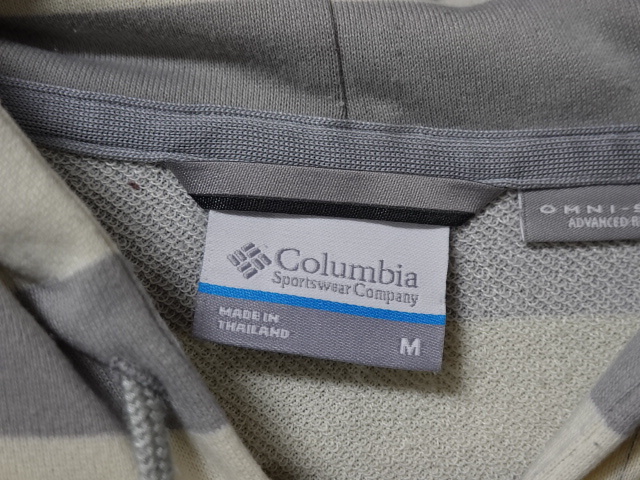 Columbia
Sportswear Company
MADE IN
THAILAND
M
OMNI-
ADVANCED